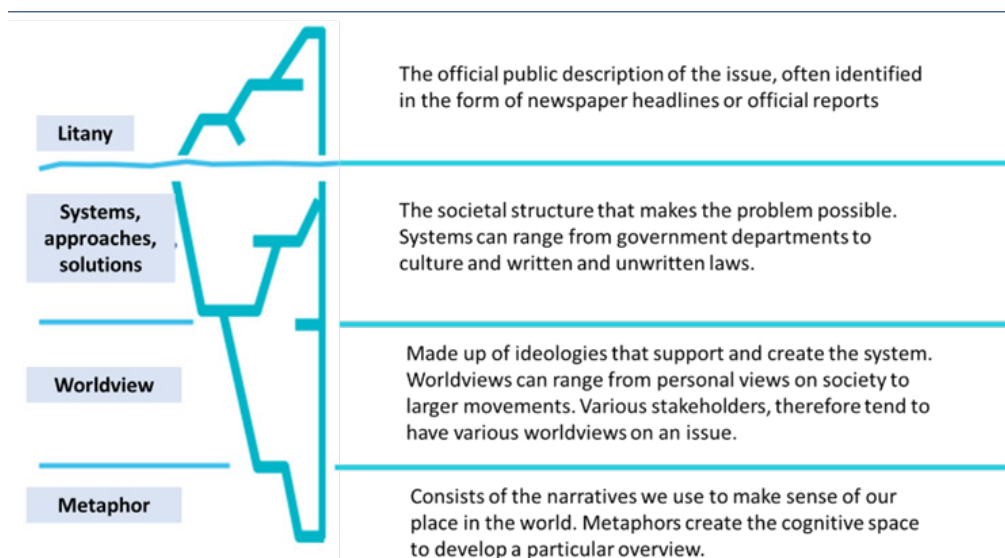 Litany
The official public description of the issue, often identified
in the form of newspaper headlines or official reports
Systems,
approaches,
solutions
The societal structure that makes the problem possible.
Systems can range from government departments to
culture and written and unwritten laws.
Worldview
Made up of ideologies that support and create the system.
Worldviews can range from personal views on society to
larger movements. Various stakeholders, therefore tend to
have various worldviews on an issue.
Metaphor
Consists of the narratives we use to make sense of our
place in the world. Metaphors create the cognitive space
to develop a particular overview.